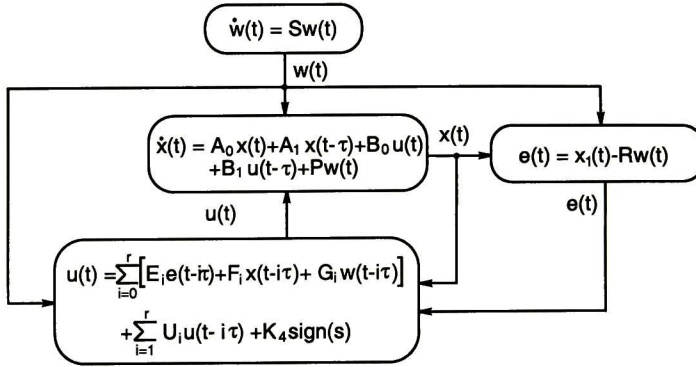 ẇ(t) = Sw(t)
w(t)
ẋ(t) = A₀x(t)+A₁x(t-τ)+B₀u(t)
+B₁u(t-τ)+Pw(t)
x(t)
e(t) = x₁(t)-Rw(t)
u(t)
e(t)
u(t) = ∑ᵢ₌₀ʳ[Eᵢe(t-iτ)+Fᵢx(t-iτ)+ Gᵢw(t-iτ)]
+∑ᵢ₌₁ʳ Uᵢu(t- iτ) +K₄sign(s)